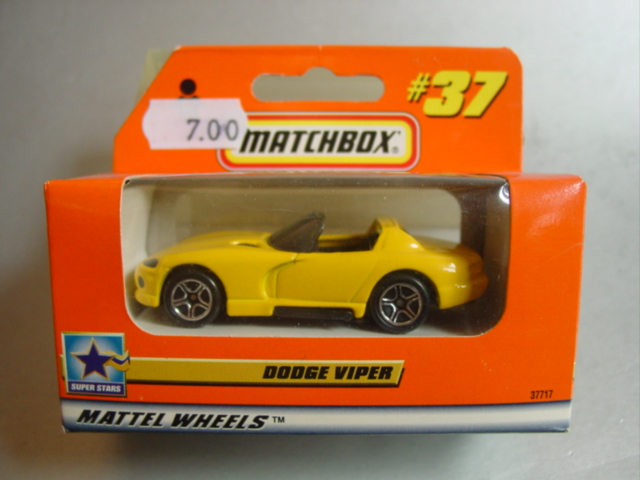 #37
7.00
MATCHBOX®
SUPER STARS
DODGE VIPER
37717
MATTEL WHEELS™